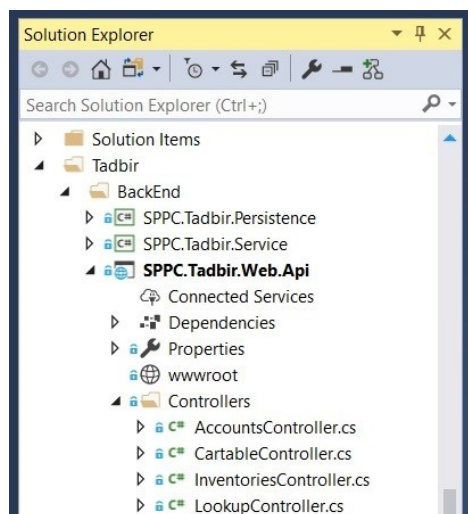 Solution Explorer
Search Solution Explorer (Ctrl+;)
Solution Items
Tadbir
BackEnd
C# SPPC.Tadbir.Persistence
C# SPPC.Tadbir.Service
SPPC.Tadbir.Web.Api
Connected Services
Dependencies
Properties
wwwroot
Controllers
C# AccountsController.cs
C# CartableController.cs
C# InventoriesController.cs
C# LookupController.cs